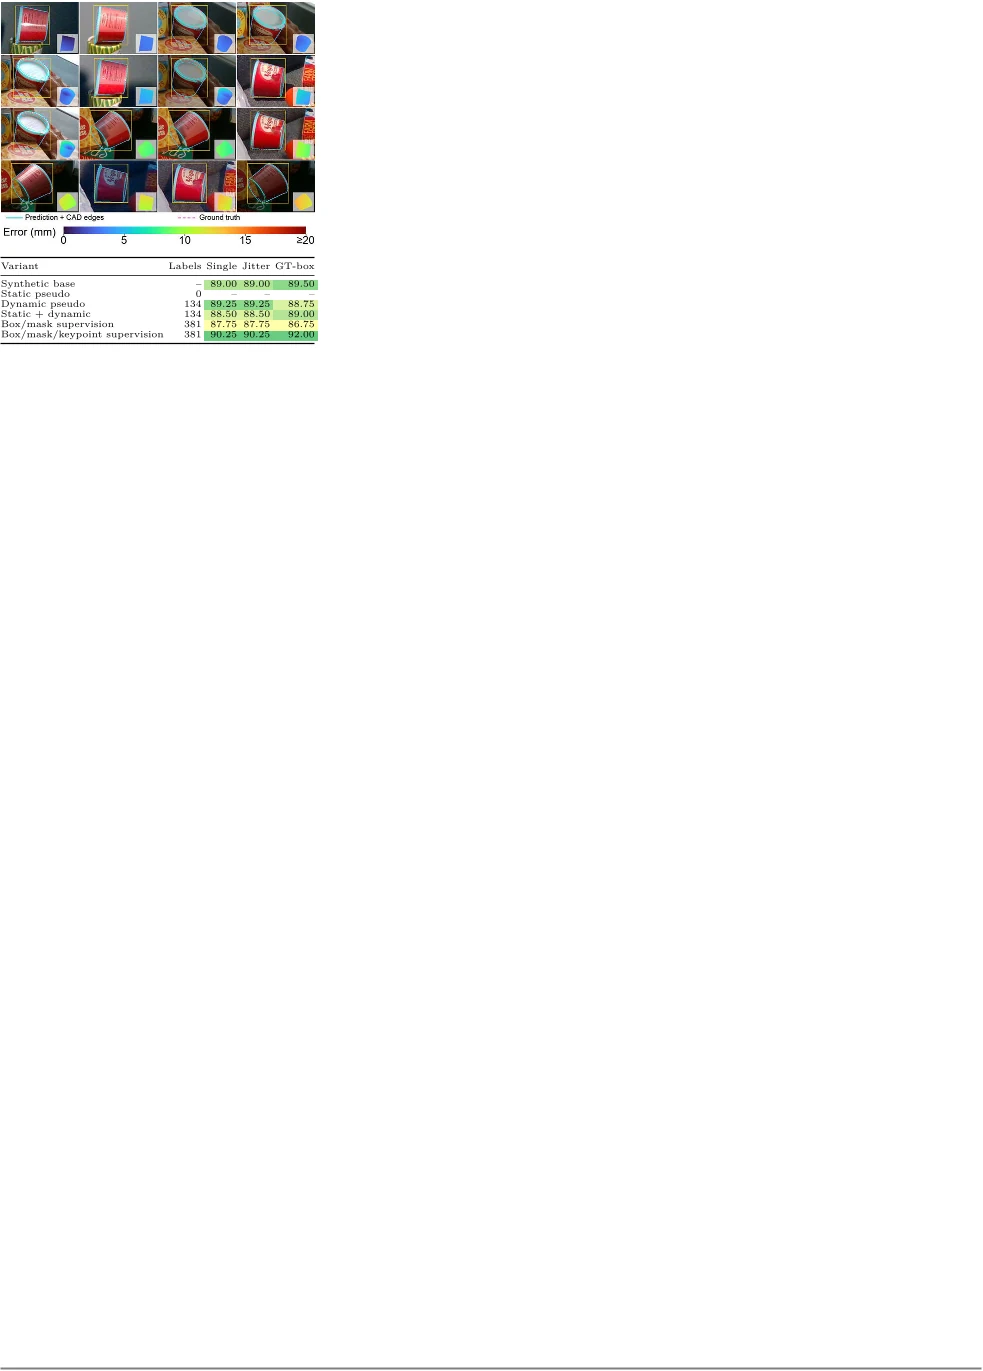 Prediction + CAD edges Ground truth
Error (mm) 0 5 10 15 ≥20
Variant Labels Single Jitter GT-box
Synthetic base – 89.00 89.00 89.50
Static pseudo 0 – – –
Dynamic pseudo 134 89.25 89.25 88.75
Static + dynamic 134 88.50 88.50 89.00
Box/mask supervision 381 87.75 87.75 86.75
Box/mask/keypoint supervision 381 90.25 90.25 92.00